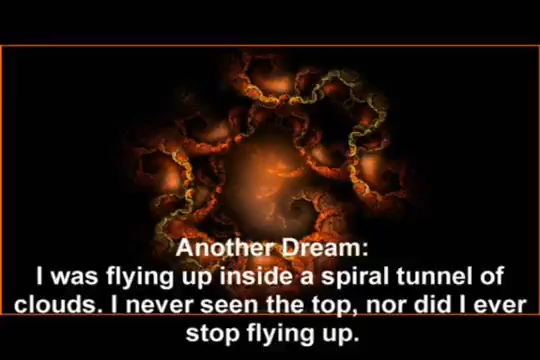 Another Dream:
I was flying up inside a spiral tunnel of
clouds. I never seen the top, nor did I ever
stop flying up.